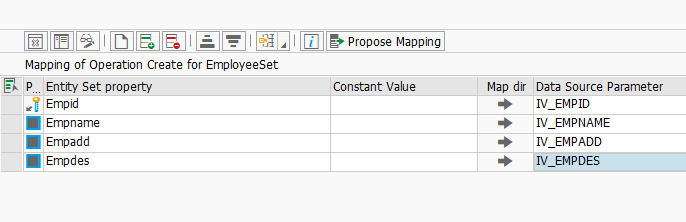 Propose Mapping
Mapping of Operation Create for EmployeeSet
P... Entity Set property Constant Value Map dir Data Source Parameter
Empid IV_EMPID
Empname IV_EMPNAME
Empadd IV_EMPADD
Empdes IV_EMPDES